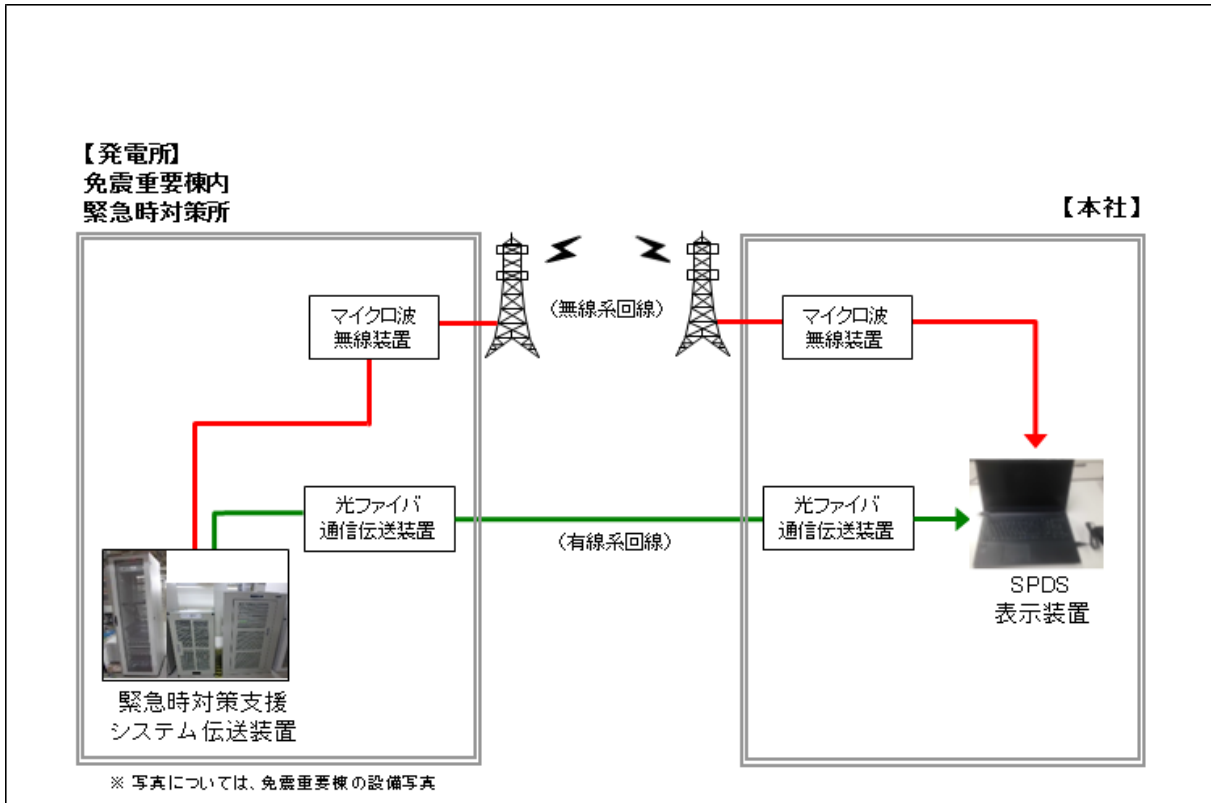 【発電所】
免震重要棟内
緊急時対策所
【本社】
マイクロ波
無線装置
(無線系回線)
マイクロ波
無線装置
光ファイバ
通信伝送装置
(有線系回線)
光ファイバ
通信伝送装置
SPDS
表示装置
緊急時対策支援
システム伝送装置
※ 写真については、免震重要棟の設備写真